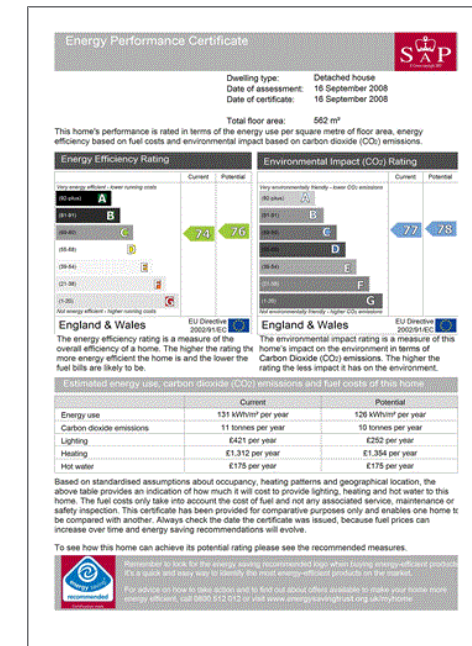 Energy Performance Certificate
SAP
Dwelling type: Detached house
Date of assessment: 16 September 2008
Date of certificate: 16 September 2008
Total floor area: 562 m²
This home's performance is rated in terms of the energy use per square metre of floor area, energy
efficiency based on fuel costs and environmental impact based on carbon dioxide (CO2) emissions.
Energy Efficiency Rating
Current Potential
Very energy efficient - lower running costs
(92-plus) A
(81-91) B
(69-80) C
(55-68) D
(39-54) E
(21-38) F
(1-20) G
74 76
Not energy efficient - higher running costs
England & Wales
EU Directive
2002/91/EC
The energy efficiency rating is a measure of the
overall efficiency of a home. The higher the rating the
more energy efficient the home is and the lower the
fuel bills are likely to be.
Environmental Impact (CO2) Rating
Current Potential
Very environmentally friendly - lower CO2 emissions
(92-plus) A
(81-91) B
(69-80) C
(55-68) D
(39-54) E
(21-38) F
(1-20) G
77 78
Not environmentally friendly - higher CO2 emissions
England & Wales
EU Directive
2002/91/EC
The environmental impact rating is a measure of this
home's impact on the environment in terms of
Carbon Dioxide (CO2) emissions. The higher the
rating the less impact it has on the environment.
Estimated energy use, carbon dioxide (CO2) emissions and fuel costs of this home
Current Potential
Energy use 131 kWh/m² per year 126 kWh/m² per year
Carbon dioxide emissions 11 tonnes per year 10 tonnes per year
Lighting £421 per year £252 per year
Heating £1,312 per year £1,354 per year
Hot water £175 per year £175 per year
Based on standardised assumptions about occupancy, heating patterns and geographical location, the
above table provides an indication of how much it will cost to provide lighting, heating and hot water to this
home. The fuel costs only take into account the cost of fuel and not any associated service, maintenance or
safety inspection. This certificate has been provided for comparative purposes only and enables one home to
be compared with another. Always check the date the certificate was issued, because fuel prices can
increase over time and energy saving recommendations will evolve.
To see how this home can achieve its potential rating please see the recommended measures.
energy saving
recommended
Certification mark
Remember to look for the energy saving recommended logo when buying energy-efficient products.
It's a quick and easy way to identify the most energy-efficient products on the market.
For advice on how to take action and to find out about offers available to make your home more
energy efficient, call 0800 512 012 or visit www.energysavingtrust.org.uk/myhome